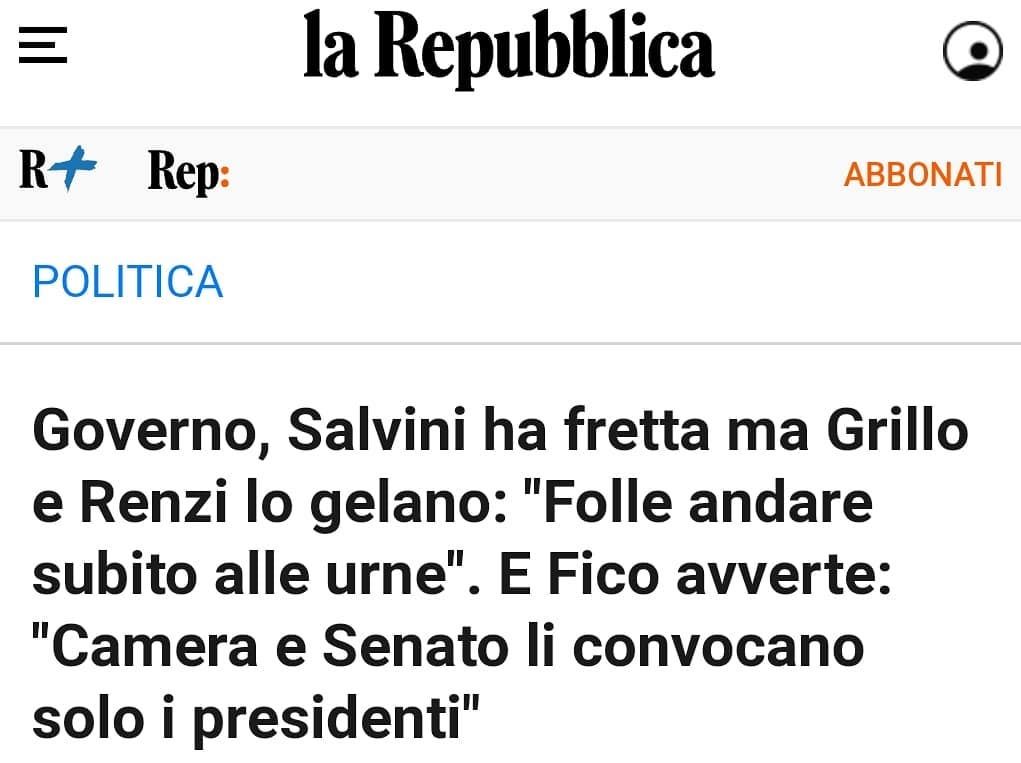 la Repubblica
R+ Rep: ABBONATI
POLITICA
Governo, Salvini ha fretta ma Grillo
e Renzi lo gelano: "Folle andare
subito alle urne". E Fico avverte:
"Camera e Senato li convocano
solo i presidenti"